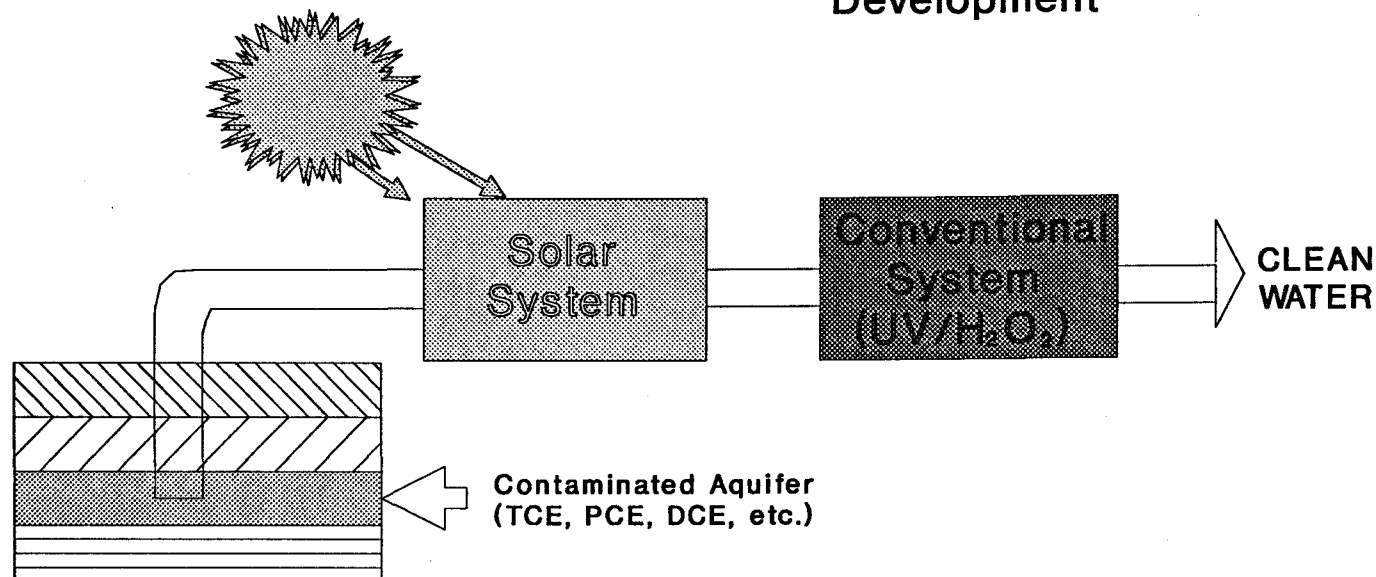 Development
Solar
System
Conventional
System
(UV/H₂O₂)
CLEAN
WATER
Contaminated Aquifer
(TCE, PCE, DCE, etc.)